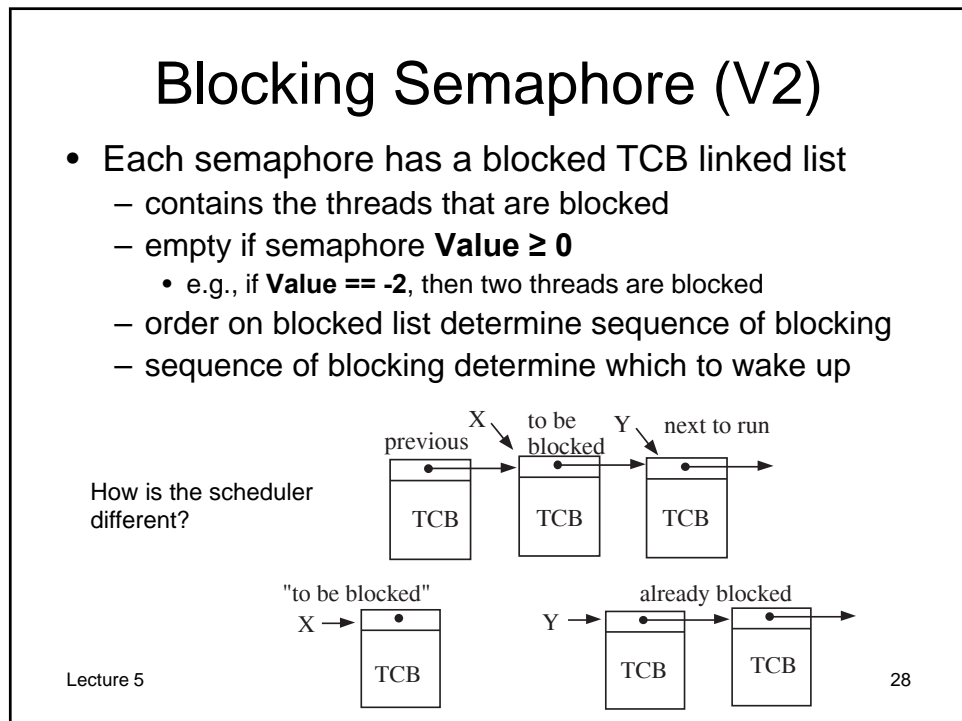 Blocking Semaphore (V2)
• Each semaphore has a blocked TCB linked list
– contains the threads that are blocked
– empty if semaphore Value ≥ 0
• e.g., if Value == -2, then two threads are blocked
– order on blocked list determine sequence of blocking
– sequence of blocking determine which to wake up
previous
X
to be
blocked
Y
next to run
How is the scheduler
different?
TCB
TCB
TCB
"to be blocked"
X
TCB
already blocked
Y
TCB
TCB
Lecture 5
28